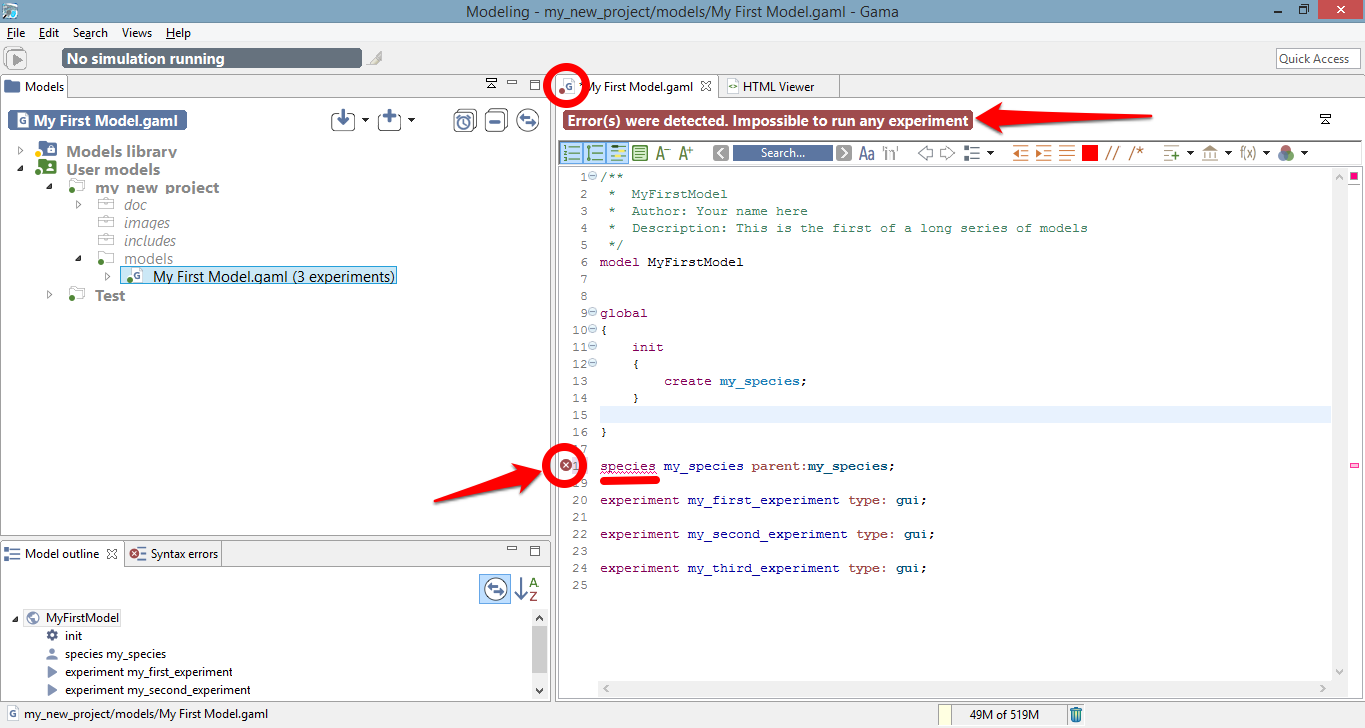 Modeling - my_new_project/models/My First Model.gaml - Gama
File Edit Search Views Help
No simulation running
Quick Access
Models
My First Model.gaml
Models library
User models
my_new_project
doc
images
includes
models
My First Model.gaml (3 experiments)
Test
Model outline
Syntax errors
A
Z
MyFirstModel
init
species my_species
experiment my_first_experiment
experiment my_second_experiment
My First Model.gaml
HTML Viewer
Error(s) were detected. Impossible to run any experiment
A⁻ A⁺ Search... Aa 'in' // /* f(x)
1 /**
2 * MyFirstModel
3 * Author: Your name here
4 * Description: This is the first of a long series of models
5 */
6 model MyFirstModel
7
8
9 global
10 {
11 init
12 {
13 create my_species;
14 }
15
16 }
17
species my_species parent:my_species;
19
20 experiment my_first_experiment type: gui;
21
22 experiment my_second_experiment type: gui;
23
24 experiment my_third_experiment type: gui;
25
my_new_project/models/My First Model.gaml
49M of 519M